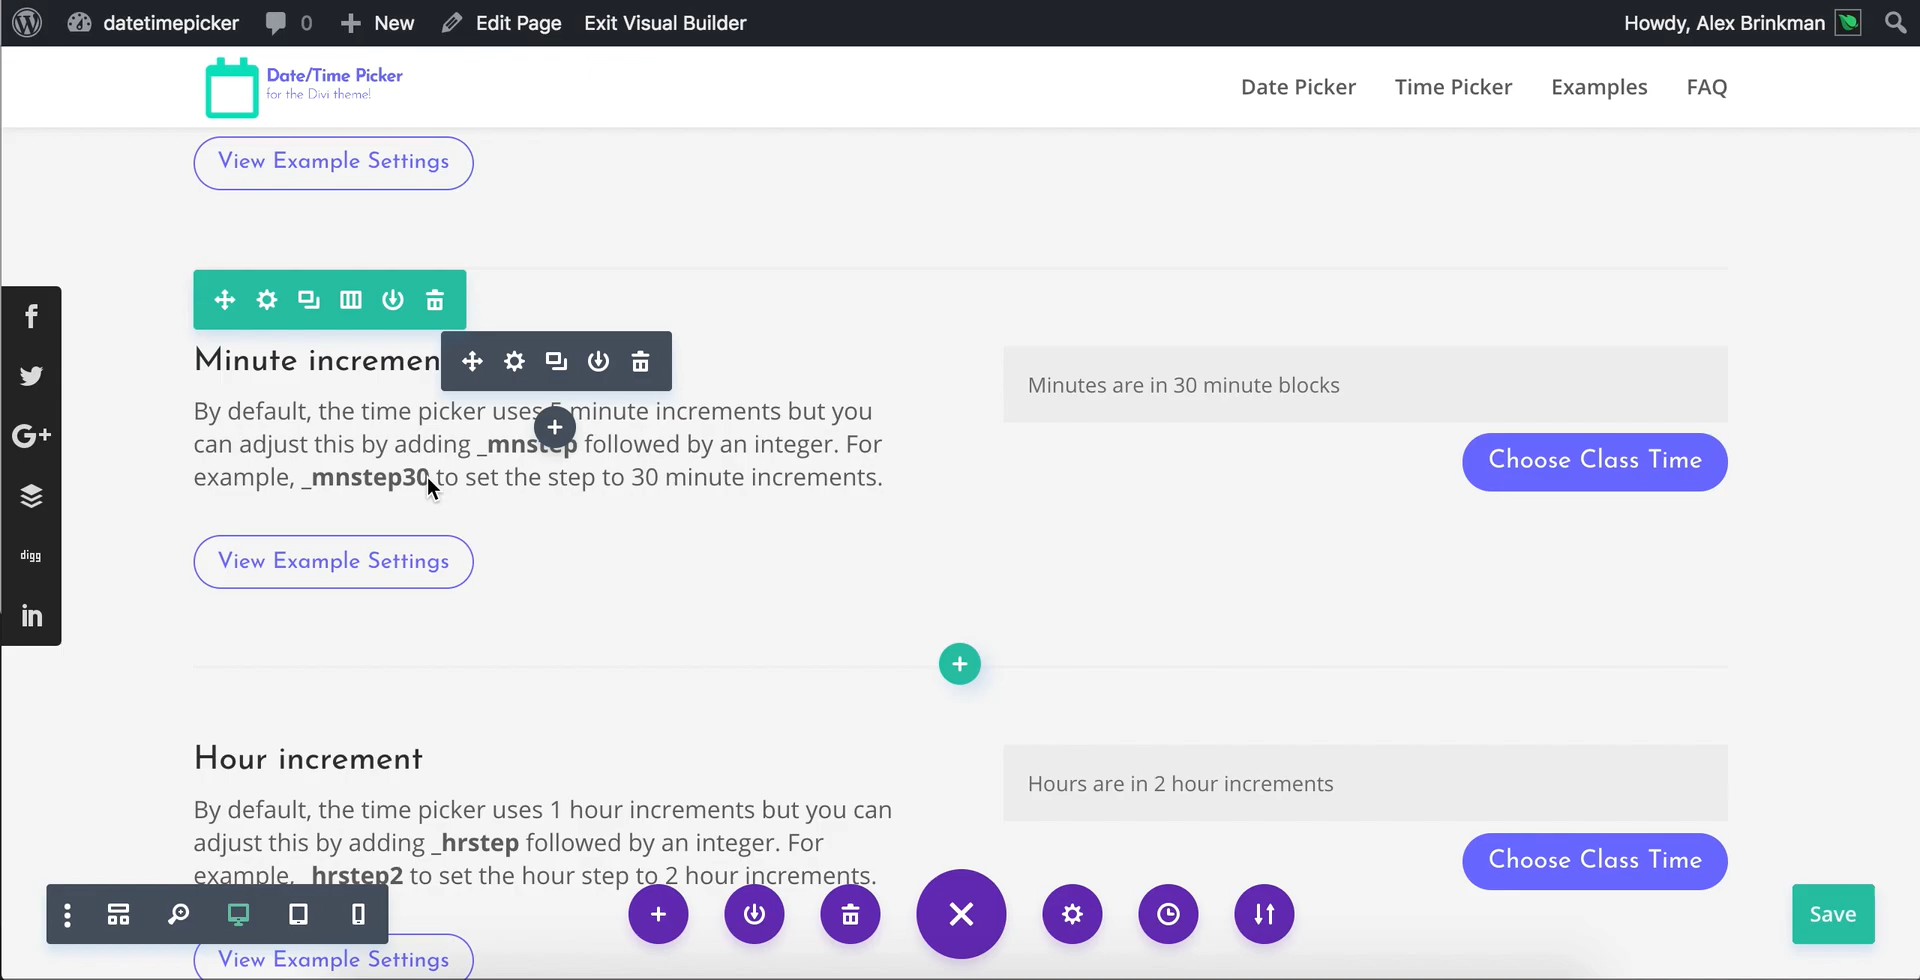 datetimepicker 0 New Edit Page Exit Visual Builder Howdy, Alex Brinkman
Date/Time Picker
for the Divi theme!
Date Picker Time Picker Examples FAQ
View Example Settings
Minute incremen
By default, the time picker uses 5 minute increments but you
can adjust this by adding _mnstep followed by an integer. For
example, _mnstep30 to set the step to 30 minute increments.
View Example Settings
Minutes are in 30 minute blocks
Choose Class Time
G+
digg
in
Hour increment
By default, the time picker uses 1 hour increments but you can
adjust this by adding _hrstep followed by an integer. For
example, _hrstep2 to set the hour step to 2 hour increments.
View Example Settings
Hours are in 2 hour increments
Choose Class Time
Save